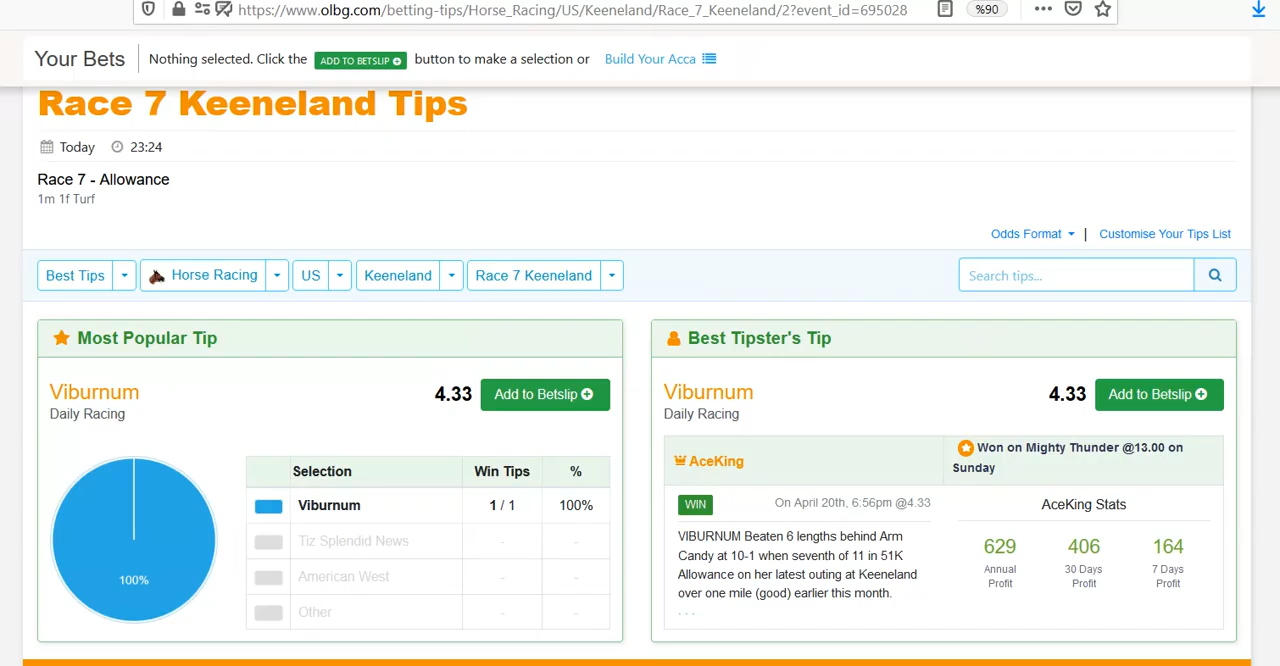 https://www.olbg.com/betting-tips/Horse_Racing/US/Keeneland/Race_7_Keeneland/2?event_id=695028
%90
Your Bets
Nothing selected. Click the ADD TO BETSLIP button to make a selection or Build Your Acca
Race 7 Keeneland Tips
Today 23:24
Race 7 - Allowance
1m 1f Turf
Odds Format | Customise Your Tips List
Best Tips Horse Racing US Keeneland Race 7 Keeneland Search tips...
Most Popular Tip
Viburnum 4.33 Add to Betslip
Daily Racing
Selection Win Tips %
Viburnum 1 / 1 100%
Tiz Splendid News - -
American West - -
Other - -
100%
Best Tipster's Tip
Viburnum 4.33 Add to Betslip
Daily Racing
AceKing
Won on Mighty Thunder @13.00 on
Sunday
WIN On April 20th, 6:56pm @4.33
VIBURNUM Beaten 6 lengths behind Arm
Candy at 10-1 when seventh of 11 in 51K
Allowance on her latest outing at Keeneland
over one mile (good) earlier this month.
...
AceKing Stats
629 406 164
Annual 30 Days 7 Days
Profit Profit Profit